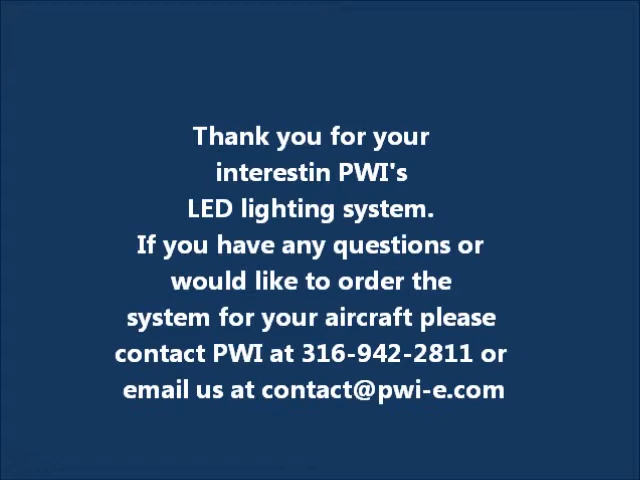 Thank you for your
interestin PWI's
LED lighting system.
If you have any questions or
would like to order the
system for your aircraft please
contact PWI at 316-942-2811 or
email us at contact@pwi-e.com